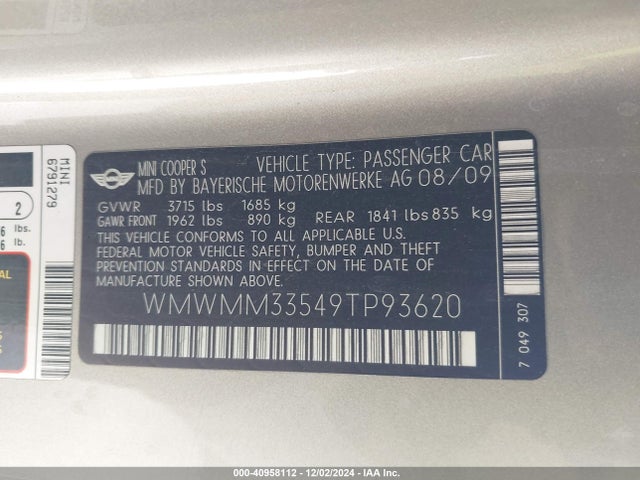 MINI COOPER S VEHICLE TYPE: PASSENGER CAR
MFD BY BAYERISCHE MOTORENWERKE AG 08/09
GVWR 3715 lbs 1685 kg
GAWR FRONT 1962 lbs 890 kg REAR 1841 lbs 835 kg
THIS VEHICLE CONFORMS TO ALL APPLICABLE U.S.
FEDERAL MOTOR VEHICLE SAFETY, BUMPER AND THEFT
PREVENTION STANDARDS IN EFFECT ON THE DATE OF
MANUFACTURE SHOWN ABOVE.
WMWMM33549TP93620
7 049 307
MINI
6791279
2
lbs.
lb.
000-40958112 - 12/02/2024 - IAA Inc.